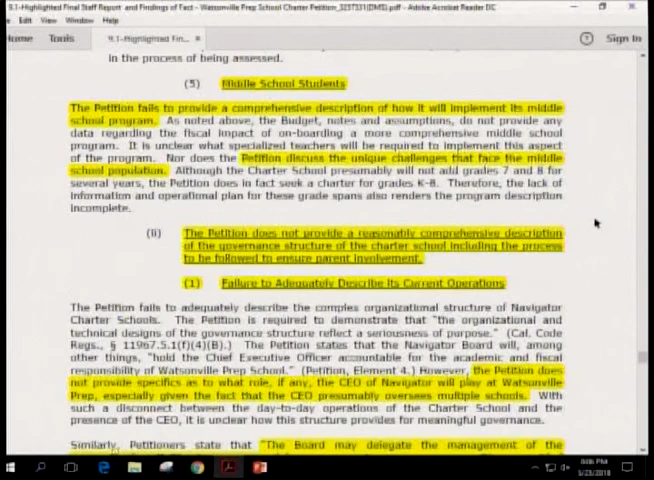 9.1-Highlighted Final Staff Report and Findings of Fact - Watsonville Prep School Charter Petition_3237331(DMS).pdf - Adobe Acrobat Reader DC
Edit View Window Help
Home Tools 9.1-Highlighted Fin... × ? Sign In
in the process of being assessed.
(5) Middle School Students
The Petition fails to provide a comprehensive description of how it will implement its middle
school program. As noted above, the Budget, notes and assumptions, do not provide any
data regarding the fiscal impact of on-boarding a more comprehensive middle school
program. It is unclear what specialized teachers will be required to implement this aspect
of the program. Nor does the Petition discuss the unique challenges that face the middle
school population. Although the Charter School presumably will not add grades 7 and 8 for
several years, the Petition does in fact seek a charter for grades K-8. Therefore, the lack of
information and operational plan for these grade spans also renders the program description
incomplete.
(ii) The Petition does not provide a reasonably comprehensive description
of the governance structure of the charter school including the process
to be followed to ensure parent involvement.
(1) Failure to Adequately Describe Its Current Operations
The Petition fails to adequately describe the complex organizational structure of Navigator
Charter Schools. The Petition is required to demonstrate that "the organizational and
technical designs of the governance structure reflect a seriousness of purpose." (Cal. Code
Regs., § 11967.5.1(f)(4)(B).) The Petition states that the Navigator Board will, among
other things, "hold the Chief Executive Officer accountable for the academic and fiscal
responsibility of Watsonville Prep School." (Petition, Element 4.) However, the Petition does
not provide specifics as to what role, if any, the CEO of Navigator will play at Watsonville
Prep, especially given the fact that the CEO presumably oversees multiple schools. With
such a disconnect between the day-to-day operations of the Charter School and the
presence of the CEO, it is unclear how this structure provides for meaningful governance.
Similarly, Petitioners state that "The Board may delegate the management of the
8:06 PM
5/23/2018